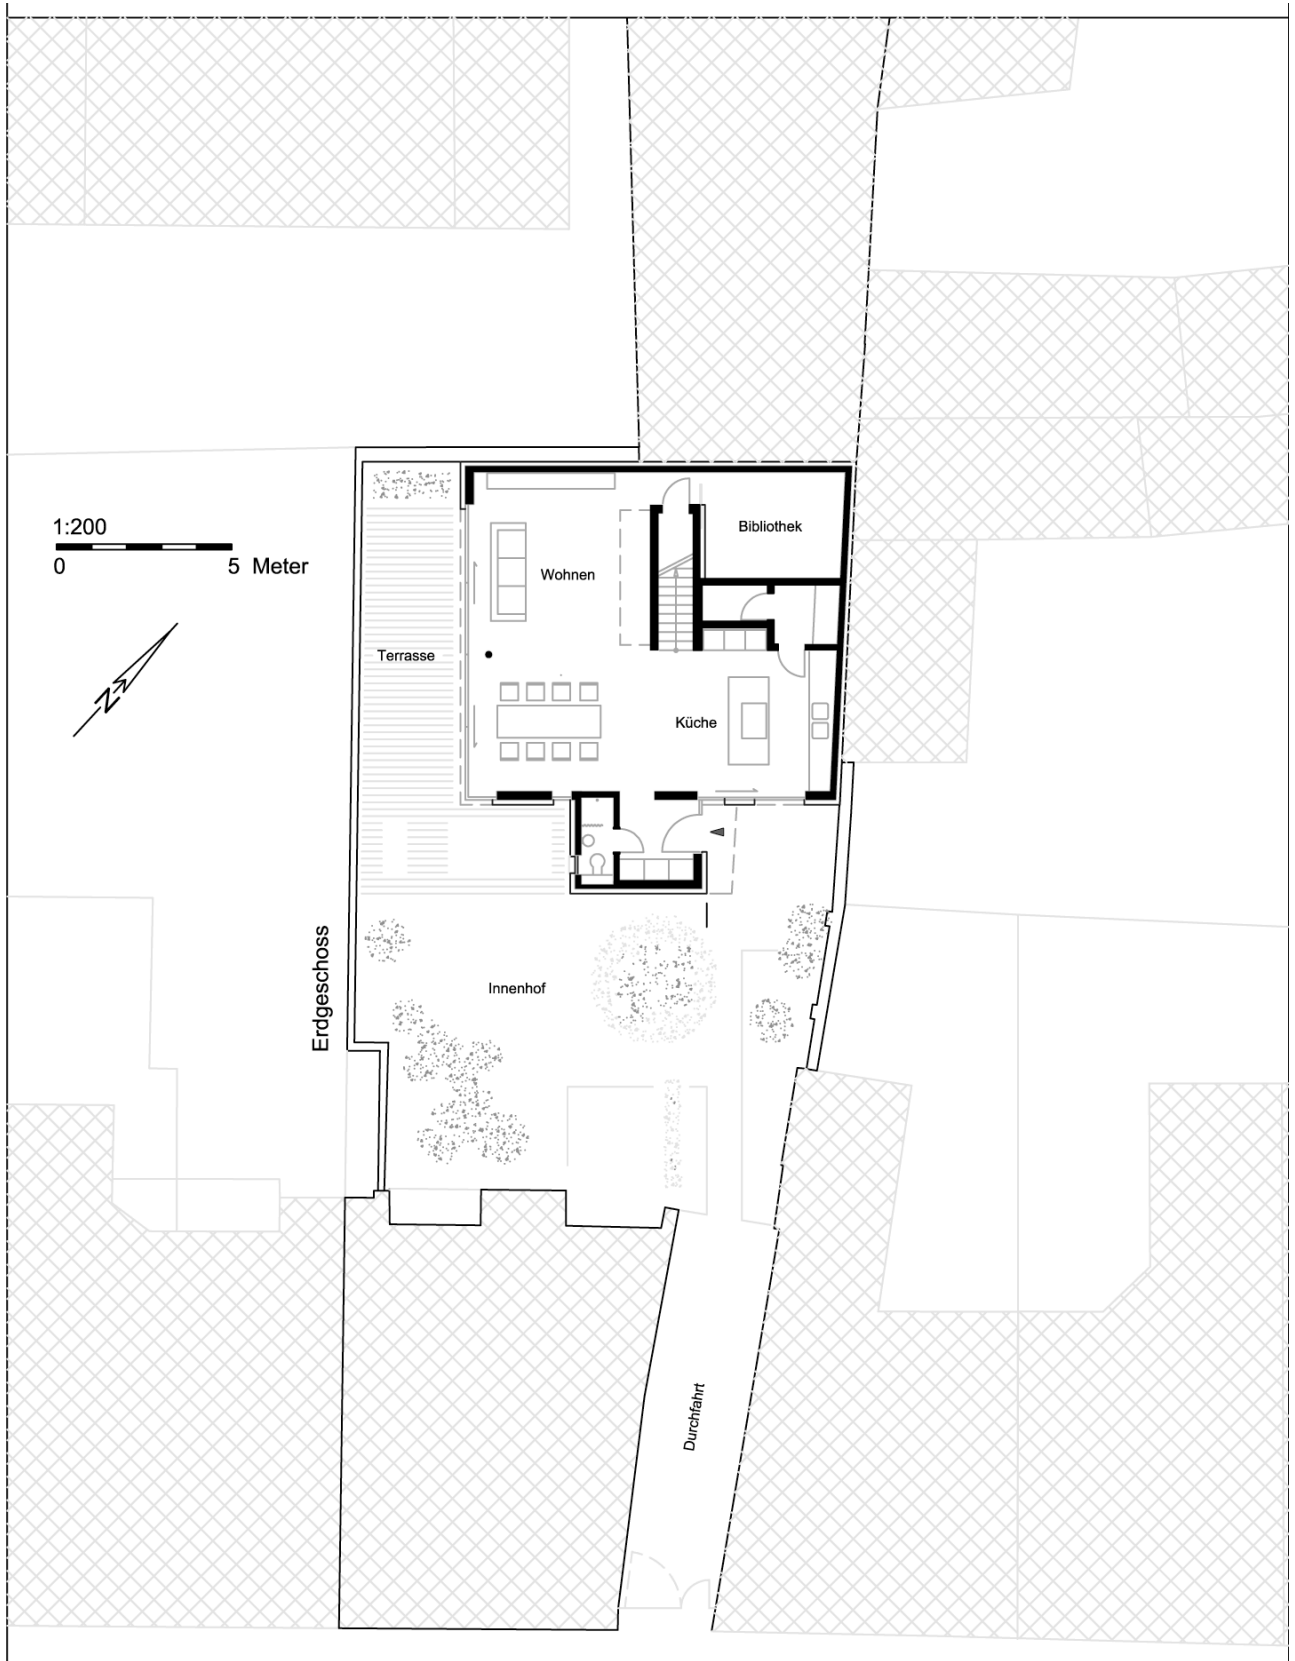 1:200
0 5 Meter
N
Bibliothek
Wohnen
Terrasse
Küche
Erdgeschoss
Innenhof
Durchfahrt